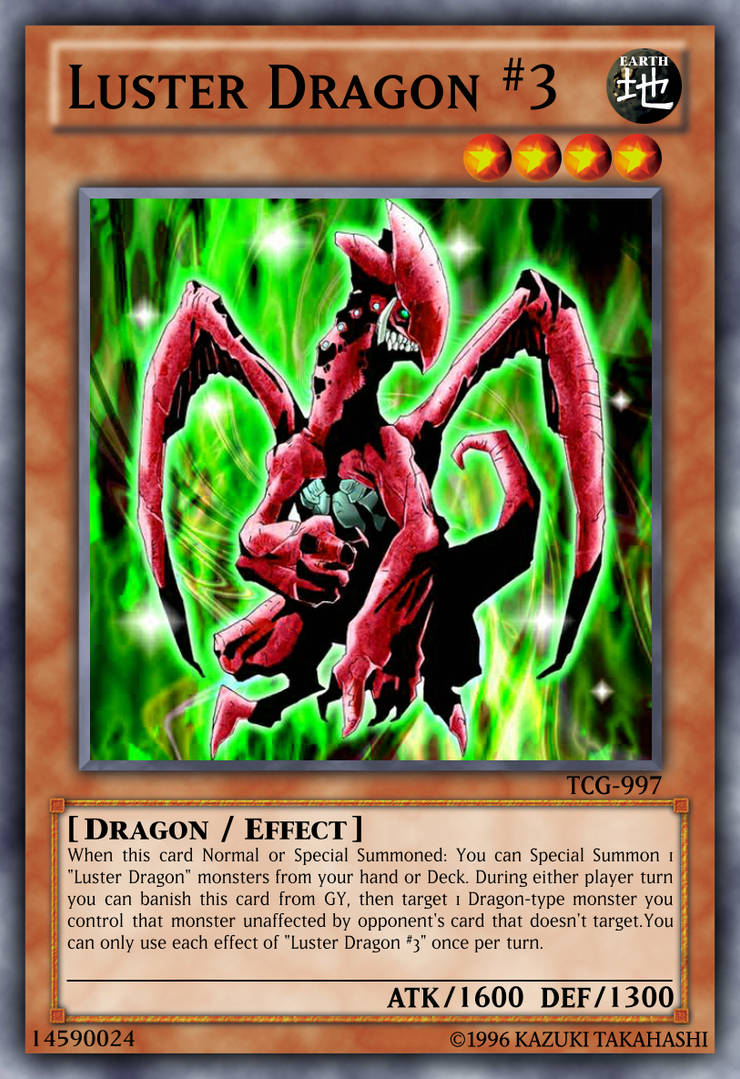 Luster Dragon #3
EARTH
地
TCG-997
[Dragon / Effect]
When this card Normal or Special Summoned: You can Special Summon 1
"Luster Dragon" monsters from your hand or Deck. During either player turn
you can banish this card from GY, then target 1 Dragon-type monster you
control that monster unaffected by opponent's card that doesn't target.You
can only use each effect of "Luster Dragon #3" once per turn.
ATK/1600 DEF/1300
14590024
©1996 KAZUKI TAKAHASHI